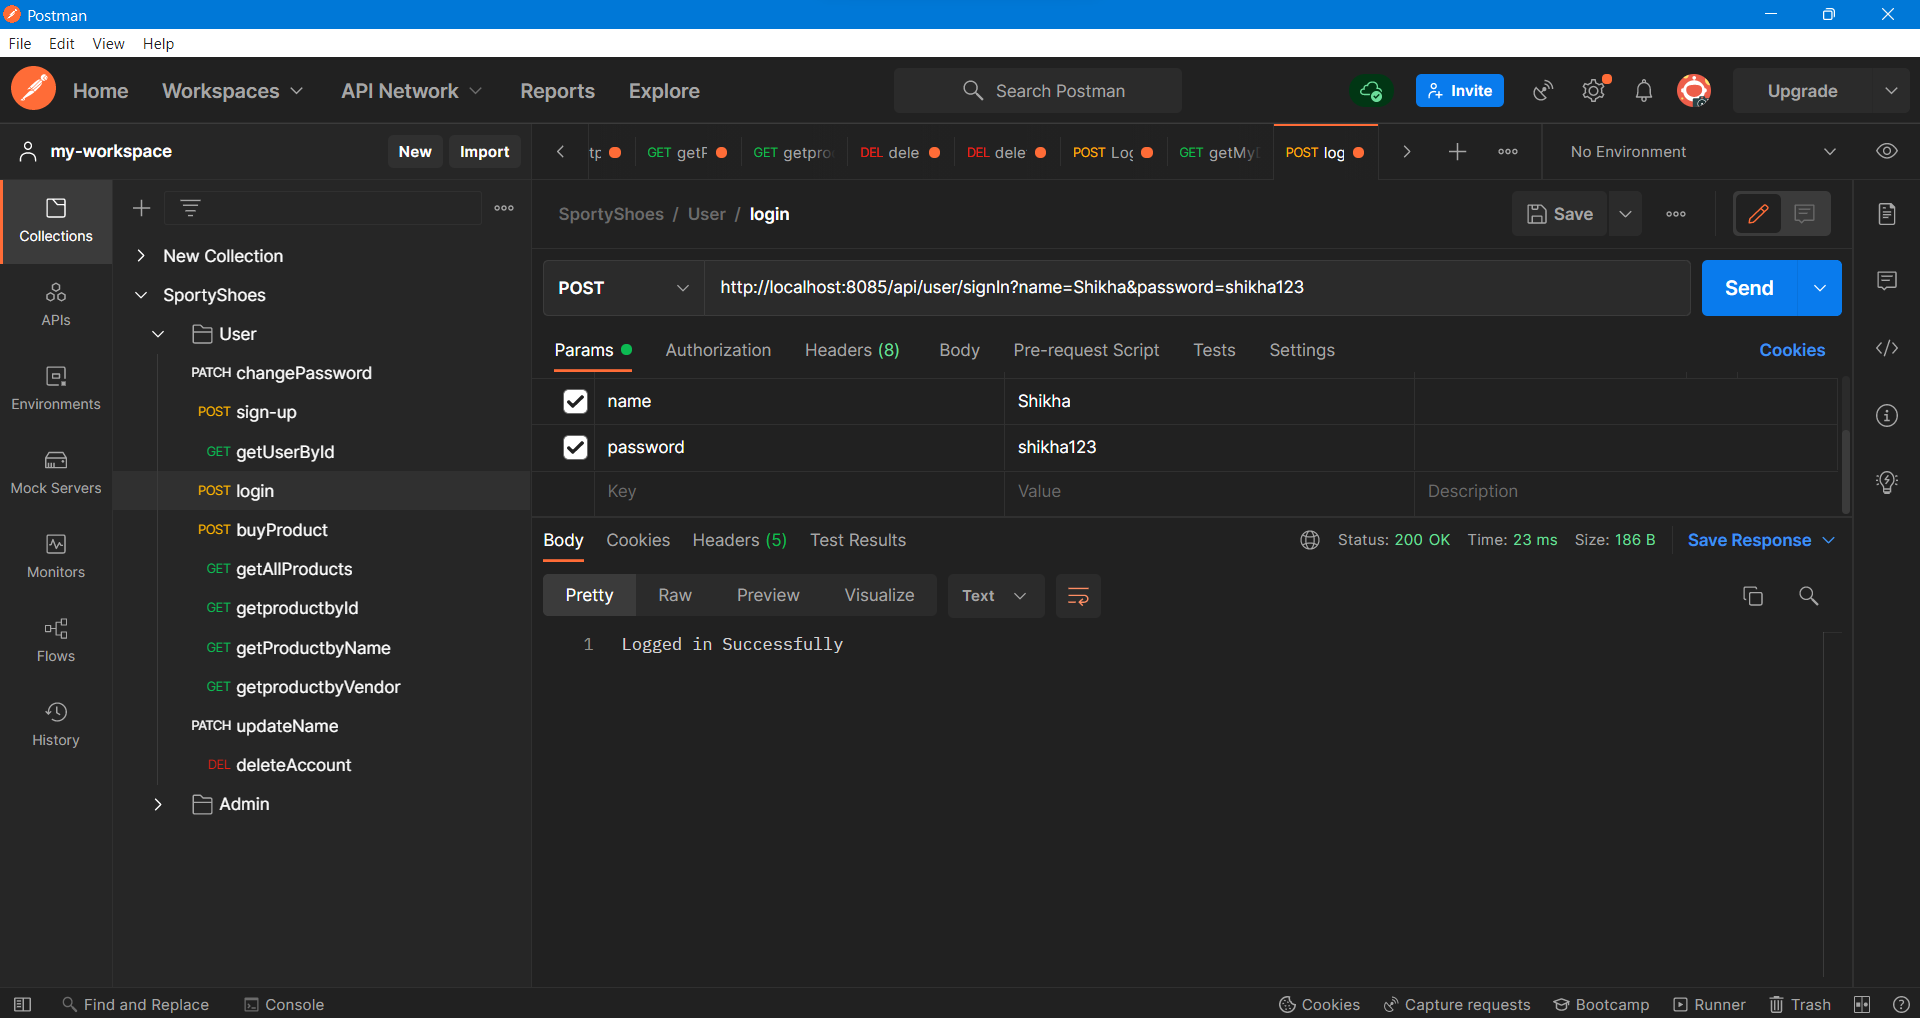 Postman
File Edit View Help
Home Workspaces API Network Reports Explore Search Postman Invite Upgrade
my-workspace New Import
tp GET getF GET getpro DEL dele DEL dele POST Log GET getMy POST log No Environment
SportyShoes / User / login Save
Collections
APIs
Environments
Mock Servers
Monitors
Flows
History
New Collection
SportyShoes
User
PATCH changePassword
POST sign-up
GET getUserById
POST login
POST buyProduct
GET getAllProducts
GET getproductbyId
GET getProductbyName
GET getproductbyVendor
PATCH updateName
DEL deleteAccount
Admin
POST http://localhost:8085/api/user/signIn?name=Shikha&password=shikha123 Send
Params Authorization Headers (8) Body Pre-request Script Tests Settings Cookies
name Shikha
password shikha123
Key Value Description
Body Cookies Headers (5) Test Results Status: 200 OK Time: 23 ms Size: 186 B Save Response
Pretty Raw Preview Visualize Text
1 Logged in Successfully
Find and Replace Console Cookies Capture requests Bootcamp Runner Trash